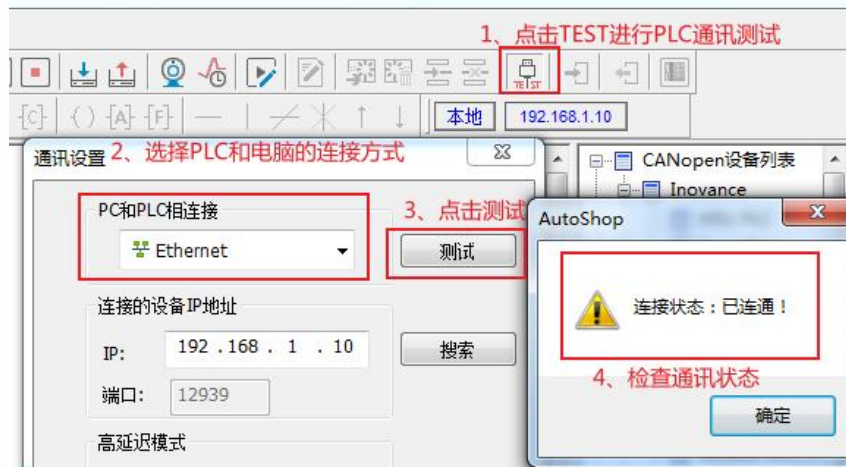 1、点击TEST进行PLC通讯测试
TEST
[C] ( ) [A] [F]
本地 192.168.1.10
通讯设置 2、选择PLC和电脑的连接方式
CANopen设备列表
Inovance
PC和PLC相连接
3、点击测试
AutoShop
Ethernet
测试
连接的设备IP地址
连接状态：已连通！
IP: 192 . 168 . 1 . 10
搜索
4、检查通讯状态
端口: 12939
确定
高延迟模式